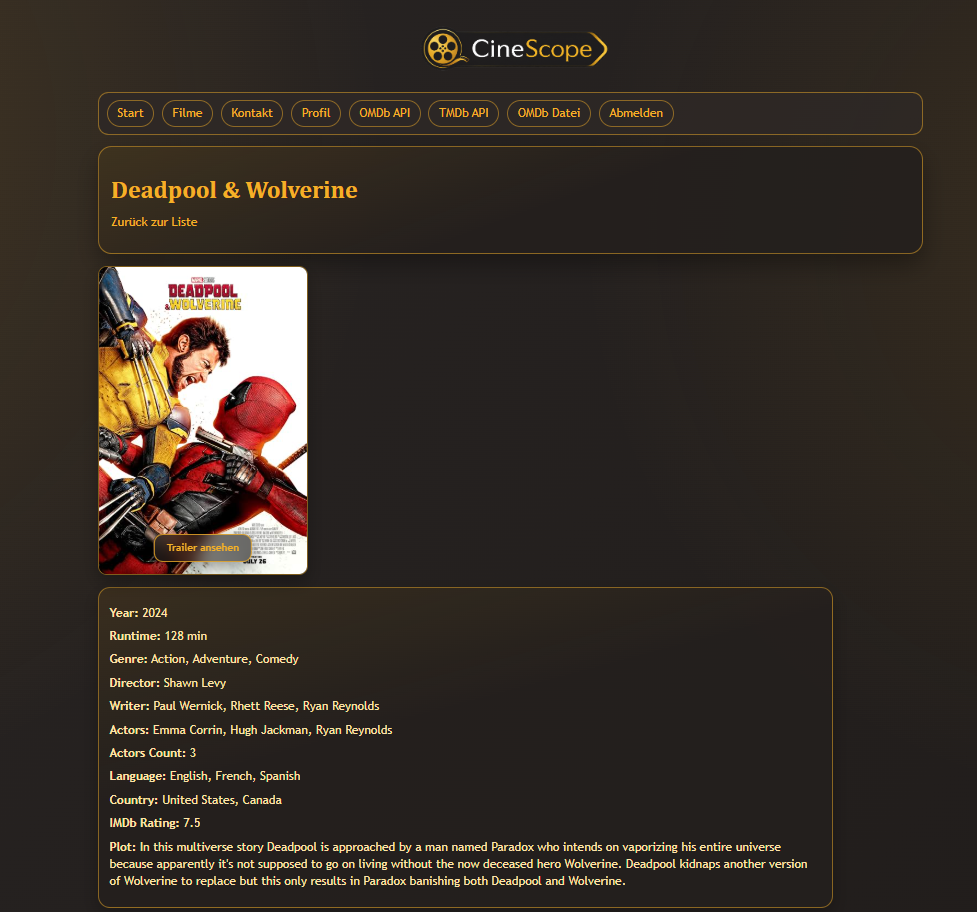 CineScope
Start Filme Kontakt Profil OMDb API TMDb API OMDb Datei Abmelden
Deadpool & Wolverine
Zurück zur Liste
DEADPOOL
& WOLVERINE
Trailer ansehen
JULY 26
Year: 2024
Runtime: 128 min
Genre: Action, Adventure, Comedy
Director: Shawn Levy
Writer: Paul Wernick, Rhett Reese, Ryan Reynolds
Actors: Emma Corrin, Hugh Jackman, Ryan Reynolds
Actors Count: 3
Language: English, French, Spanish
Country: United States, Canada
IMDb Rating: 7.5
Plot: In this multiverse story Deadpool is approached by a man named Paradox who intends on vaporizing his entire universe
because apparently it's not supposed to go on living without the now deceased hero Wolverine. Deadpool kidnaps another version
of Wolverine to replace but this only results in Paradox banishing both Deadpool and Wolverine.